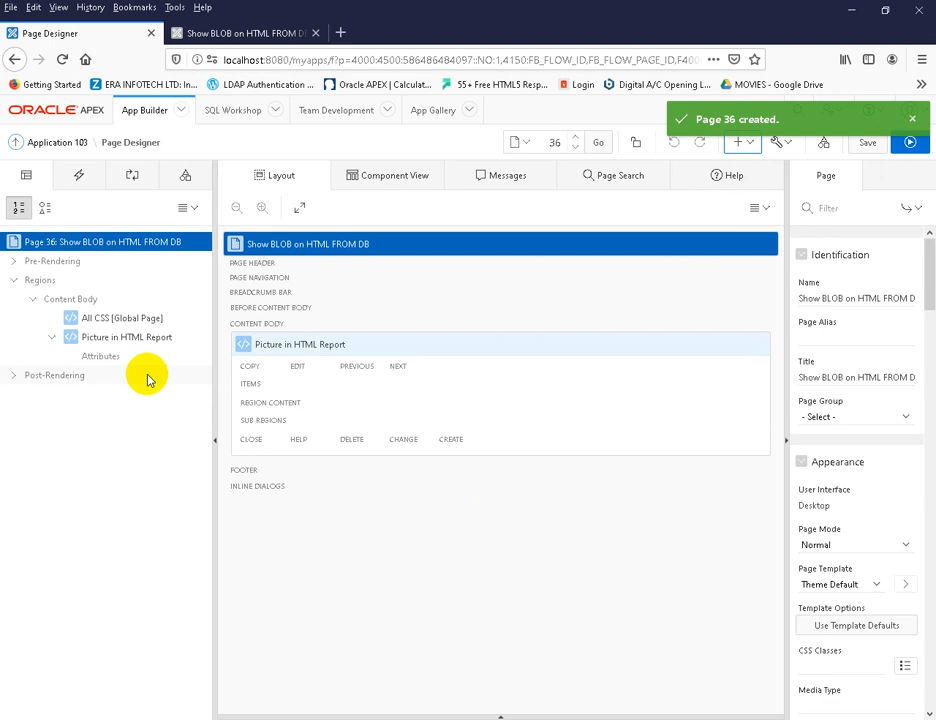 File Edit View History Bookmarks Tools Help
Page Designer
Show BLOB on HTML FROM D
localhost:8080/myapps/f?p=4000:4500:586486484097::NO:1,4150:FB_FLOW_ID,FB_FLOW_PAGE_ID,F400
Getting Started ERA INFOTECH LTD: In... LDAP Authentication ... Oracle APEX | Calculat... 55+ Free HTML5 Resp... Login Digital A/C Opening L... MOVIES - Google Drive
ORACLE APEX App Builder SQL Workshop Team Development App Gallery
Page 36 created.
Application 103 Page Designer 36 Go Save
Layout Component View Messages Page Search Help Page
Filter
Page 36: Show BLOB on HTML FROM DB
Pre-Rendering
Regions
Content Body
All CSS [Global Page]
Picture in HTML Report
Attributes
Post-Rendering
Show BLOB on HTML FROM DB
PAGE HEADER
PAGE NAVIGATION
BREADCRUMB BAR
BEFORE CONTENT BODY
CONTENT BODY
Picture in HTML Report
COPY EDIT PREVIOUS NEXT
ITEMS
REGION CONTENT
SUB REGIONS
CLOSE HELP DELETE CHANGE CREATE
FOOTER
INLINE DIALOGS
Identification
Name
Show BLOB on HTML FROM D
Page Alias
Title
Show BLOB on HTML FROM D
Page Group
- Select -
Appearance
User Interface
Desktop
Page Mode
Normal
Page Template
Theme Default
Template Options
Use Template Defaults
CSS Classes
Media Type